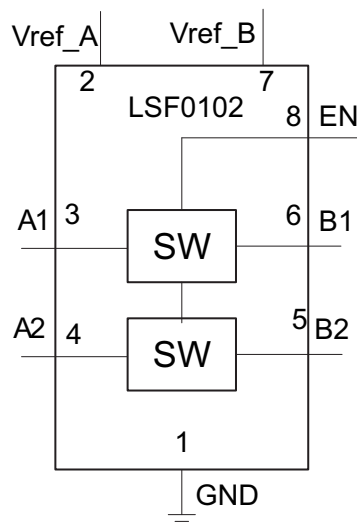 Vref_A Vref_B
2 7
LSF0102
8 EN
A1 3 SW 6 B1
A2 4 SW 5 B2
1
GND